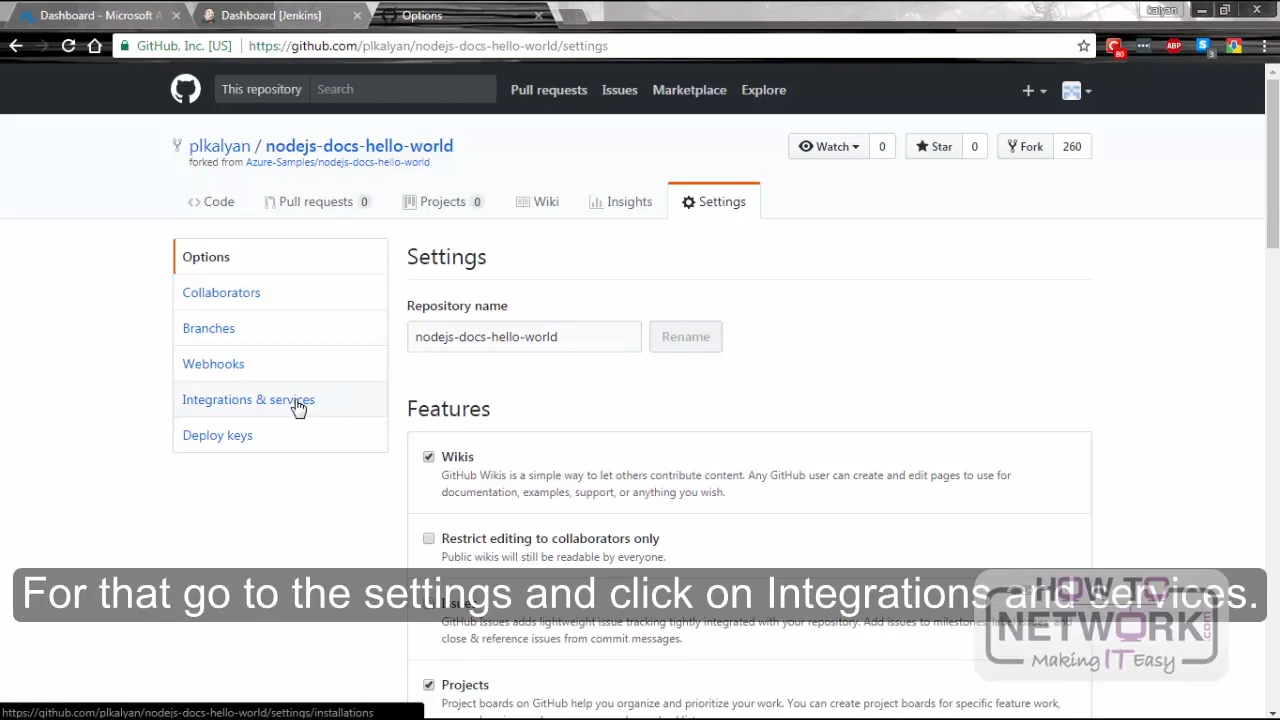 Dashboard - Microsoft A
Dashboard [Jenkins]
Options
kalyan
GitHub, Inc. [US]
https://github.com/plkalyan/nodejs-docs-hello-world/settings
80
ABP
3
This repository
Search
Pull requests
Issues
Marketplace
Explore
plkalyan / nodejs-docs-hello-world
forked from Azure-Samples/nodejs-docs-hello-world
Watch 0
Star 0
Fork 260
Code
Pull requests 0
Projects 0
Wiki
Insights
Settings
Options
Collaborators
Branches
Webhooks
Integrations & services
Deploy keys
Settings
Repository name
nodejs-docs-hello-world
Rename
Features
Wikis
GitHub Wikis is a simple way to let others contribute content. Any GitHub user can create and edit pages to use for
documentation, examples, support, or anything you wish.
Restrict editing to collaborators only
Public wikis will still be readable by everyone.
For that go to the settings and click on Integrations and services.
Issues
GitHub Issues adds lightweight issue tracking tightly integrated with your repository. Add issues to milestones, label issues, and
close & reference issues from commit messages.
HOW TO
NETWORK.com
Making IT Easy
Projects
Project boards on GitHub help you organize and prioritize your work. You can create project boards for specific feature work,
https://github.com/plkalyan/nodejs-docs-hello-world/settings/installations